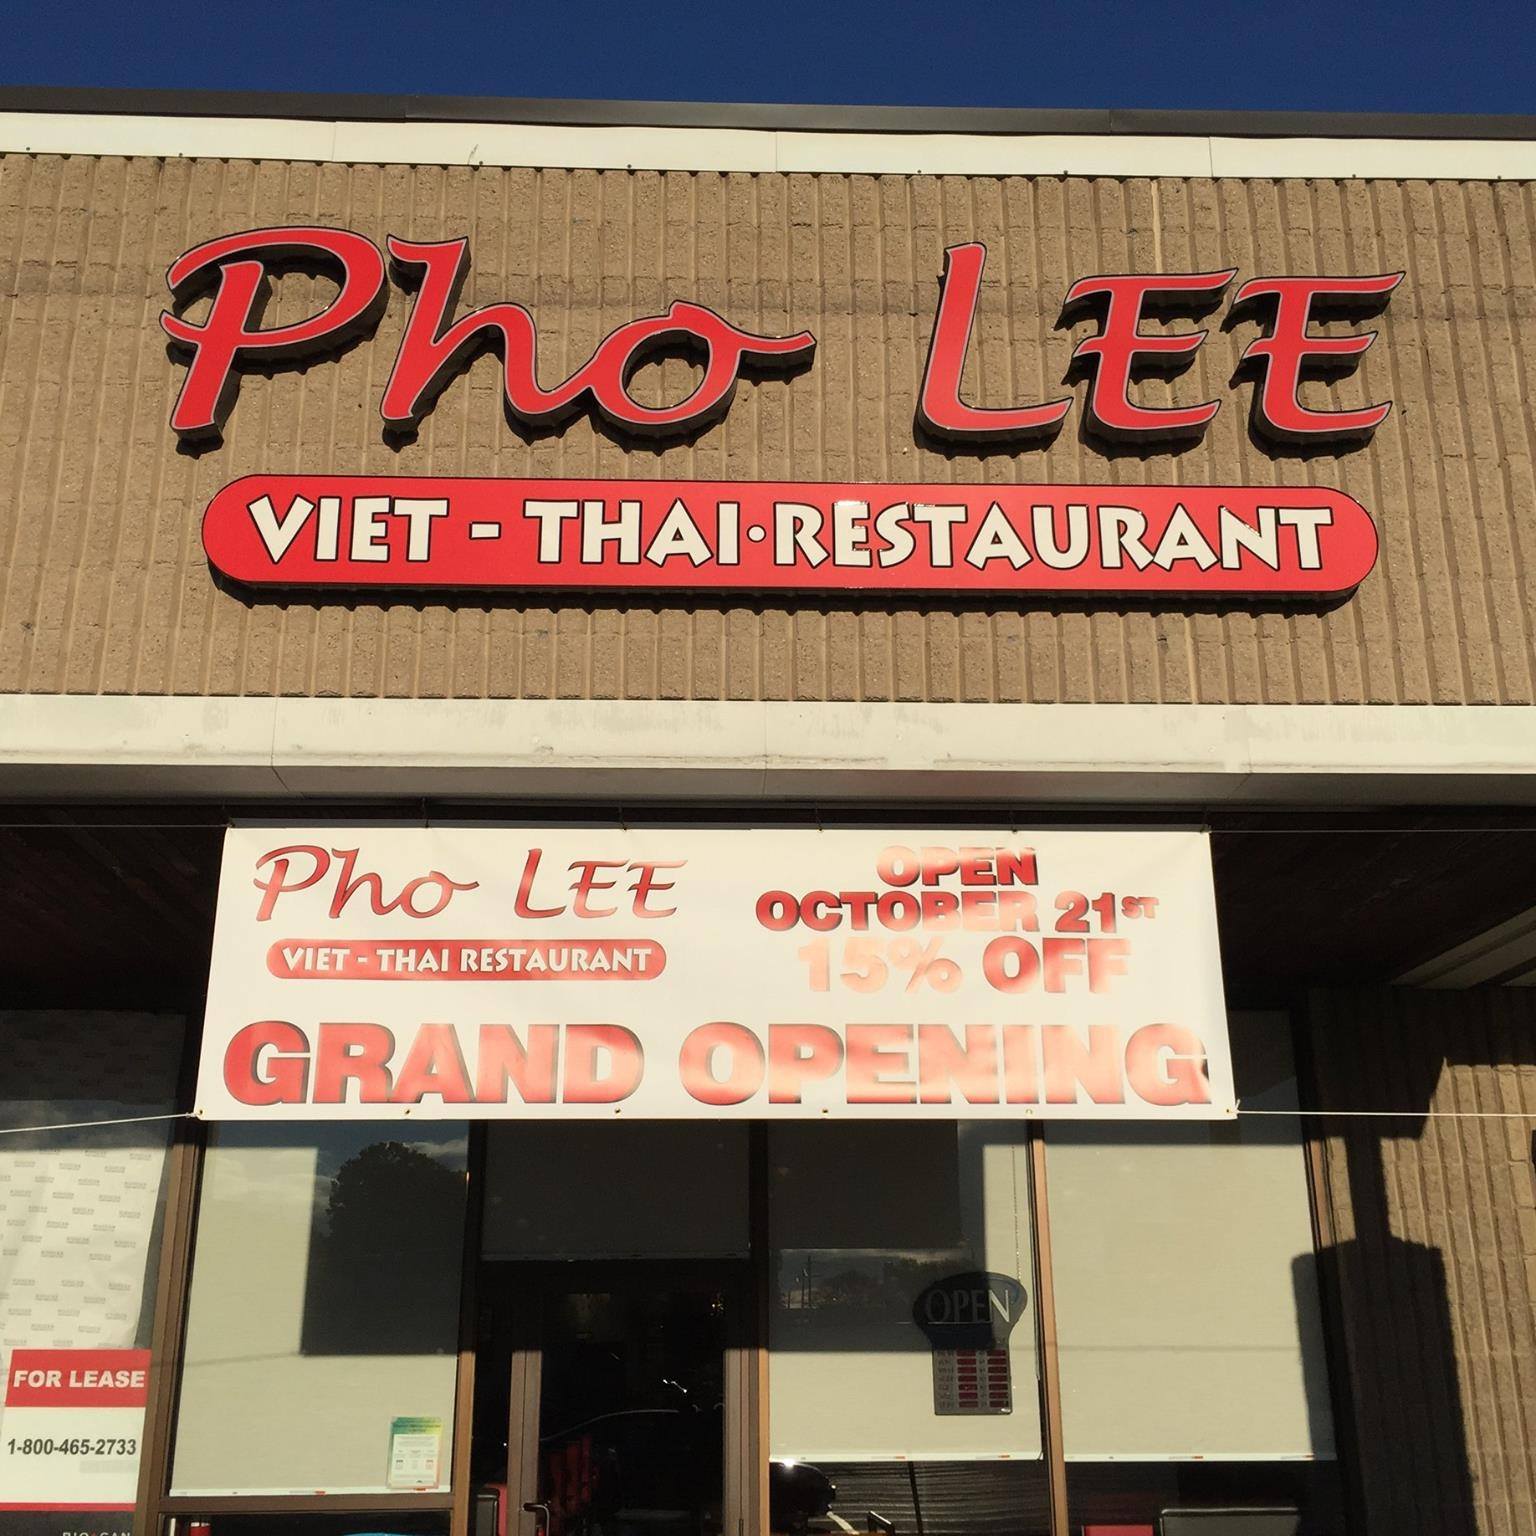 Pho LEE
VIET - THAI · RESTAURANT
Pho LEE
VIET - THAI RESTAURANT
OPEN
OCTOBER 21ST
15% OFF
GRAND OPENING
OPEN
FOR LEASE
1-800-465-2733